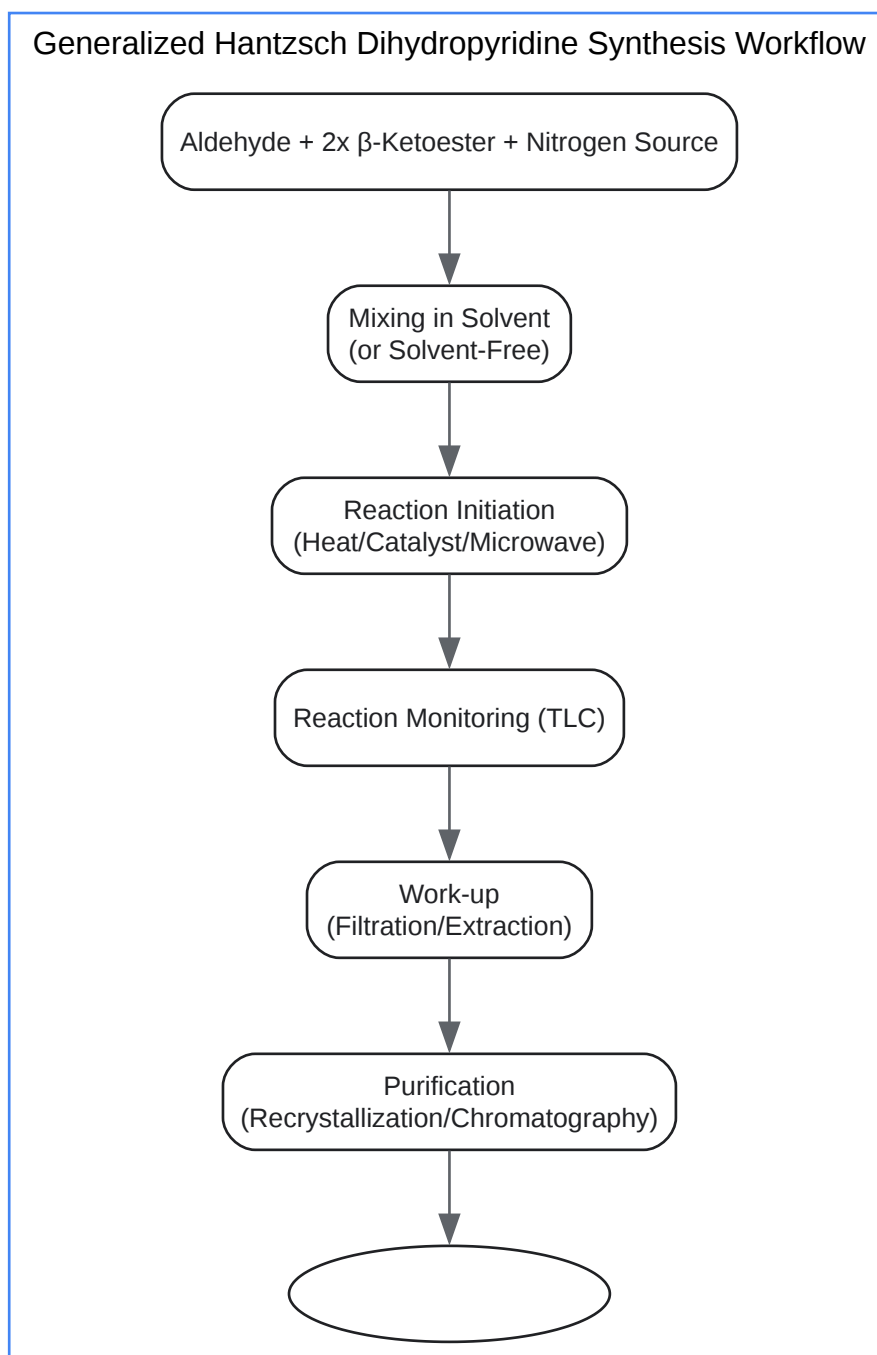 Generalized Hantzsch Dihydropyridine Synthesis Workflow
Aldehyde + 2x β-Ketoester + Nitrogen Source
Mixing in Solvent
(or Solvent-Free)
Reaction Initiation
(Heat/Catalyst/Microwave)
Reaction Monitoring (TLC)
Work-up
(Filtration/Extraction)
Purification
(Recrystallization/Chromatography)